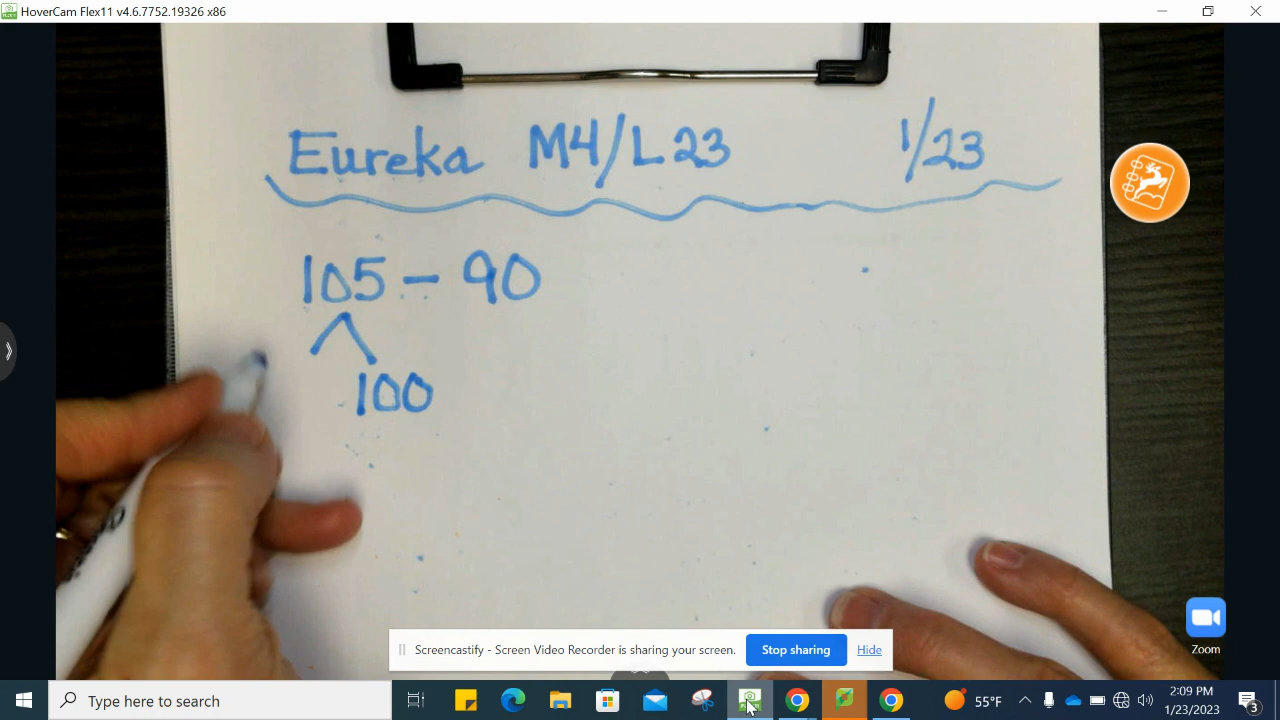 HoverCam Flex11 v4.6.7752.19326 x86
Eureka M4/L23 1/23
105 - 90
100
Screencastify - Screen Video Recorder is sharing your screen. Stop sharing Hide
Zoom
Type here to search
55°F
2:09 PM
1/23/2023
3